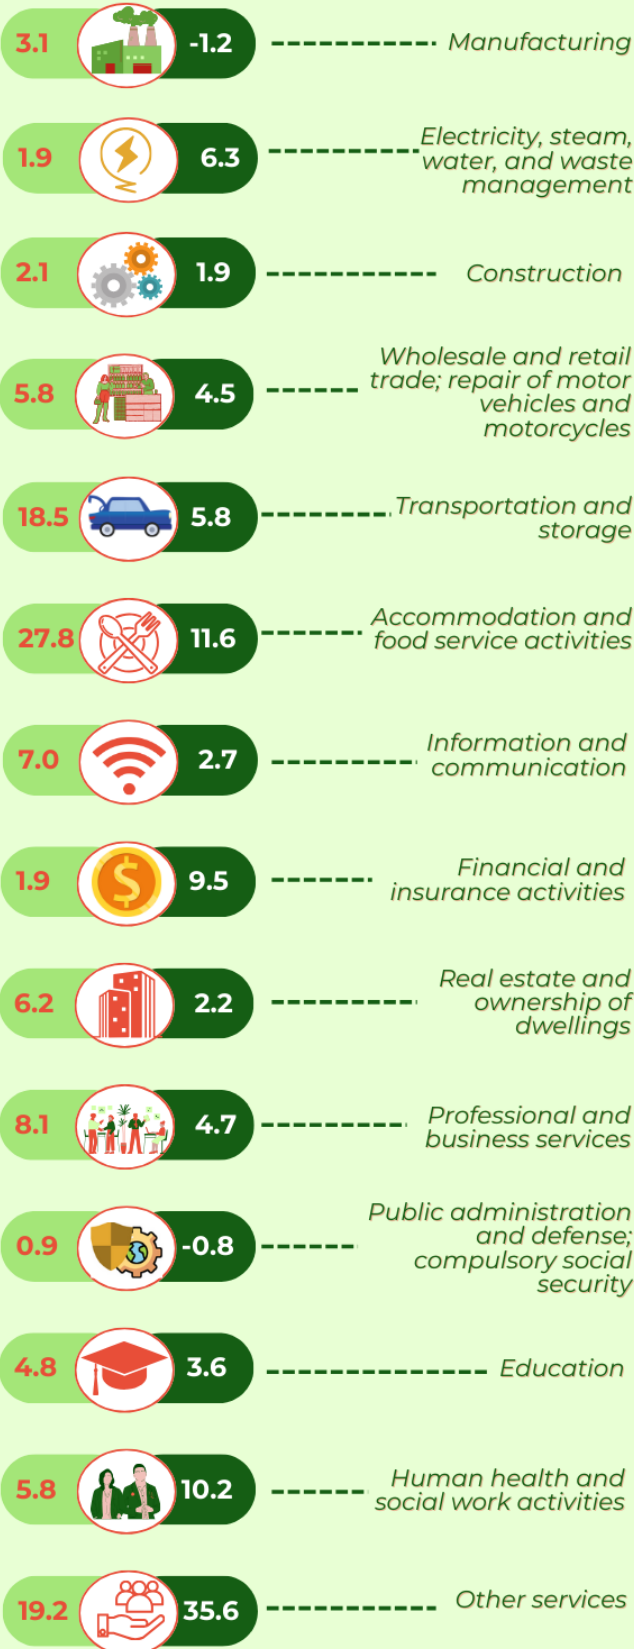 3.1 -1.2 Manufacturing
Electricity, steam,
1.9 6.3 water, and waste
management
2.1 1.9 Construction
Wholesale and retail
trade; repair of motor
5.8 4.5 vehicles and
motorcycles
18.5 5.8 Transportation and
storage
27.8 11.6 Accommodation and
food service activities
7.0 2.7 Information and
communication
1.9 9.5 Financial and
insurance activities
Real estate and
6.2 2.2 ownership of
dwellings
8.1 4.7 Professional and
business services
Public administration
0.9 -0.8 and defense;
compulsory social
security
4.8 3.6 Education
5.8 10.2 Human health and
social work activities
19.2 35.6 Other services